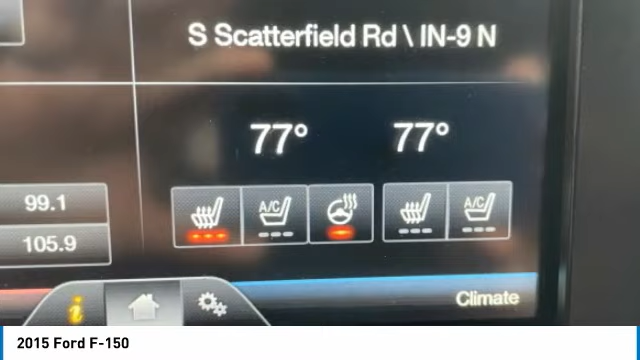 S Scatterfield Rd \ IN-9 N
77° 77°
99.1
A/C A/C
105.9
Climate
2015 Ford F-150